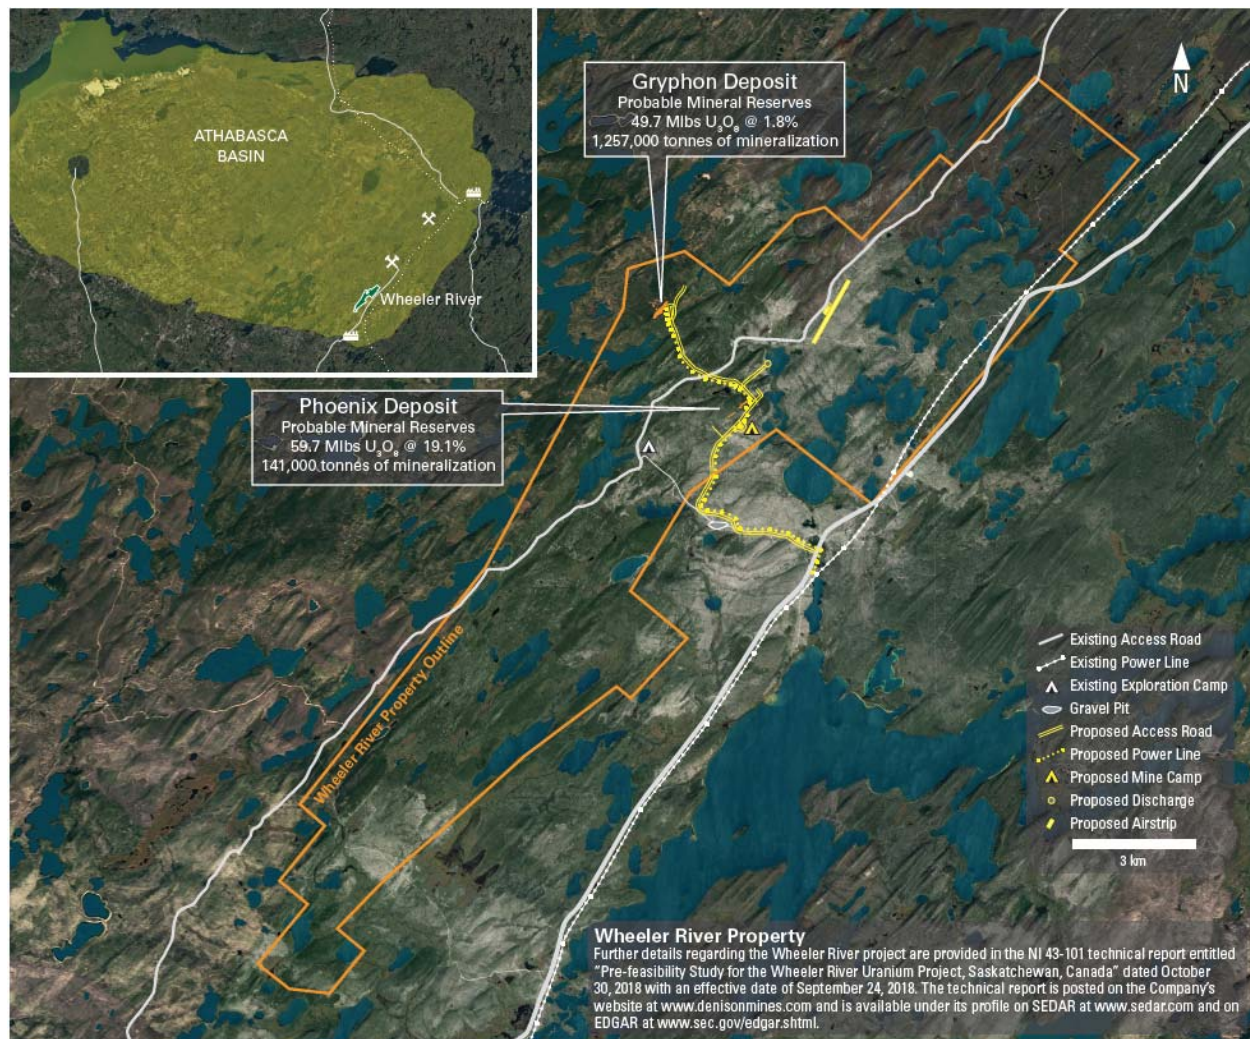 ATHABASCA
BASIN
Wheeler River
Gryphon Deposit
Probable Mineral Reserves
49.7 Mlbs U₃O₈ @ 1.8%
1,257,000 tonnes of mineralization
N
Phoenix Deposit
Probable Mineral Reserves
59.7 Mlbs U₃O₈ @ 19.1%
141,000 tonnes of mineralization
Wheeler River Property Outline
Existing Access Road
Existing Power Line
Existing Exploration Camp
Gravel Pit
Proposed Access Road
Proposed Power Line
Proposed Mine Camp
Proposed Discharge
Proposed Airstrip
3 km
Wheeler River Property
Further details regarding the Wheeler River project are provided in the NI 43-101 technical report entitled
"Pre-feasibility Study for the Wheeler River Uranium Project, Saskatchewan, Canada" dated October
30, 2018 with an effective date of September 24, 2018. The technical report is posted on the Company's
website at www.denisonmines.com and is available under its profile on SEDAR at www.sedar.com and on
EDGAR at www.sec.gov/edgar.shtml.